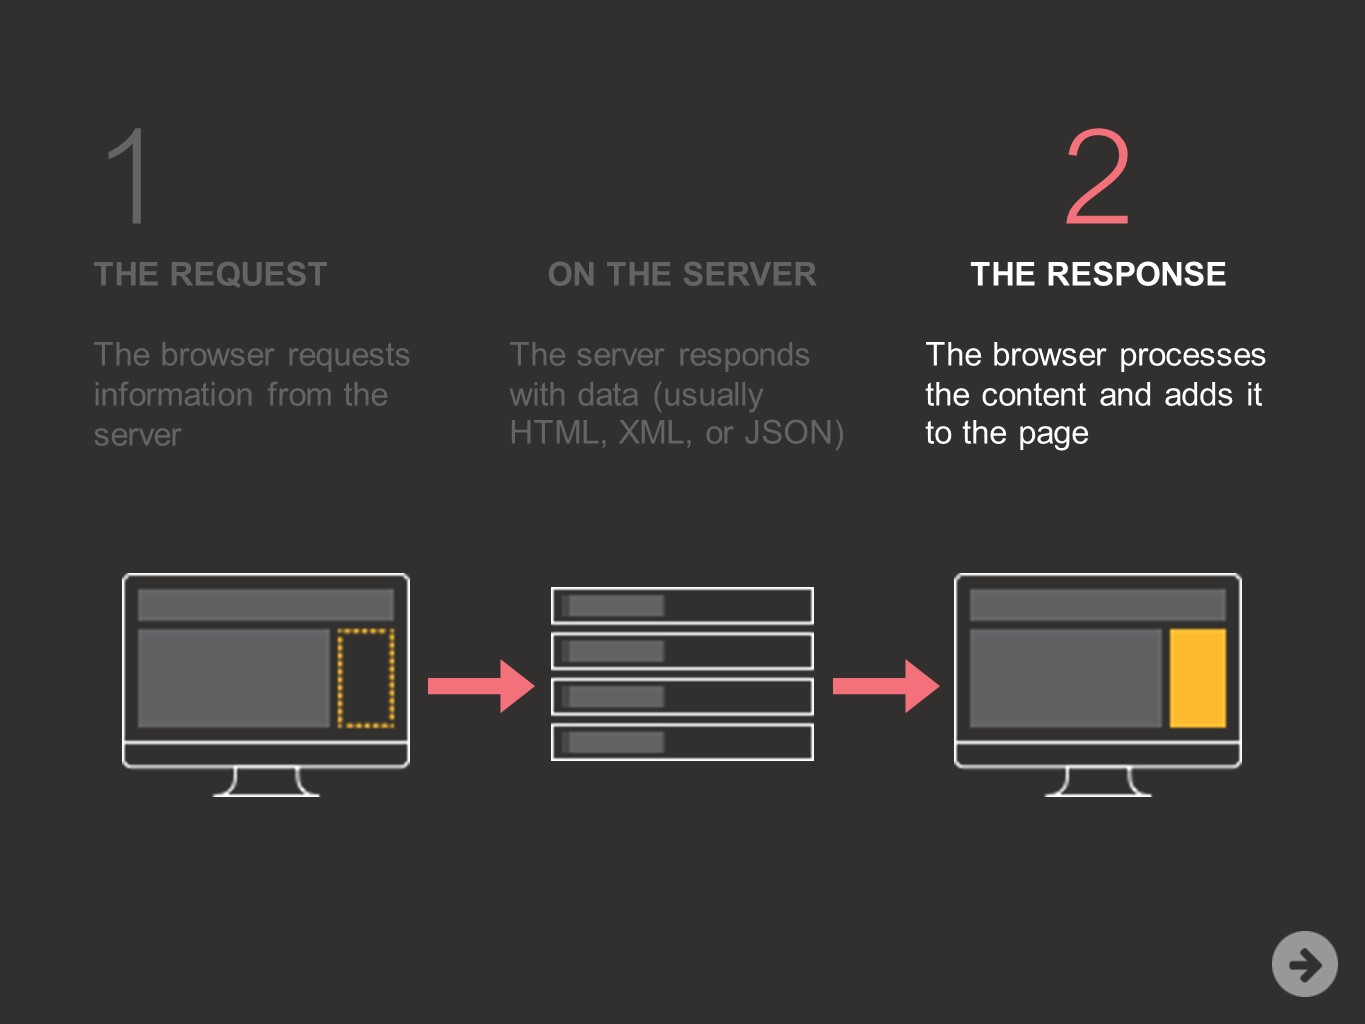 1
THE REQUEST
The browser requests
information from the
server
ON THE SERVER
The server responds
with data (usually
HTML, XML, or JSON)
2
THE RESPONSE
The browser processes
the content and adds it
to the page